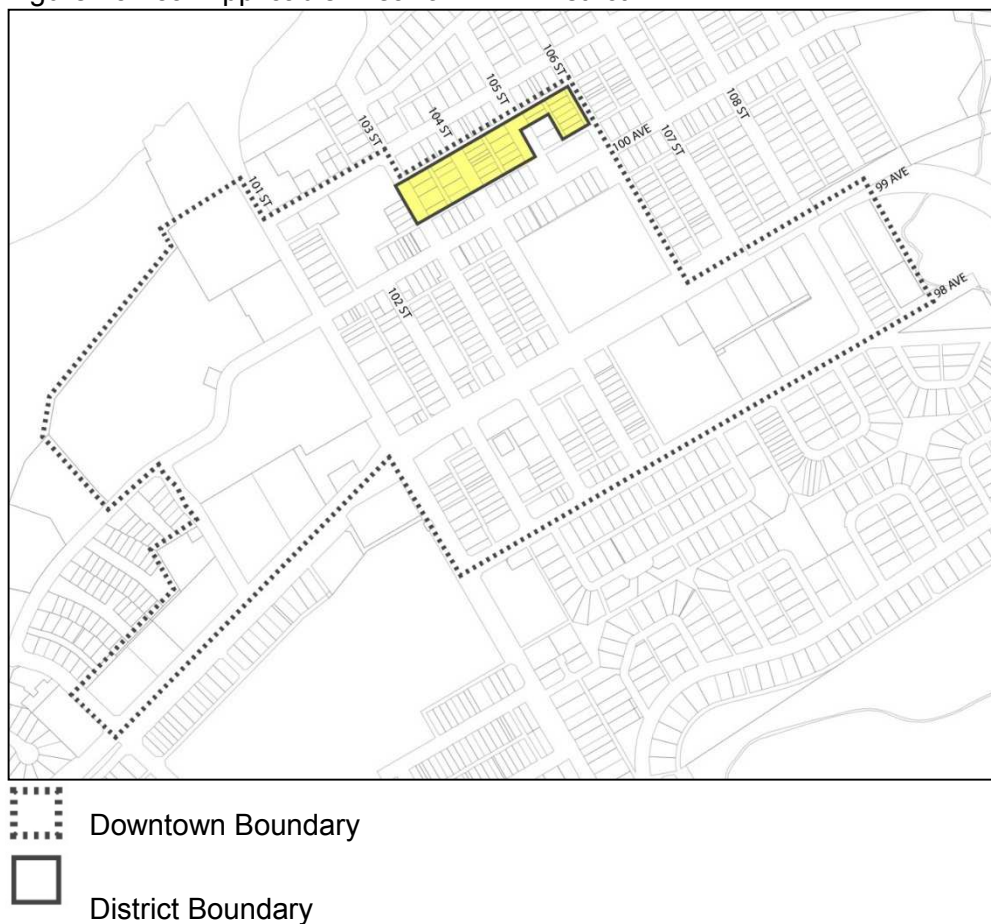 106 ST
105 ST
104 ST
103 ST
108 ST
107 ST
100 AVE
101 ST
99 AVE
98 AVE
102 ST
Downtown Boundary
District Boundary